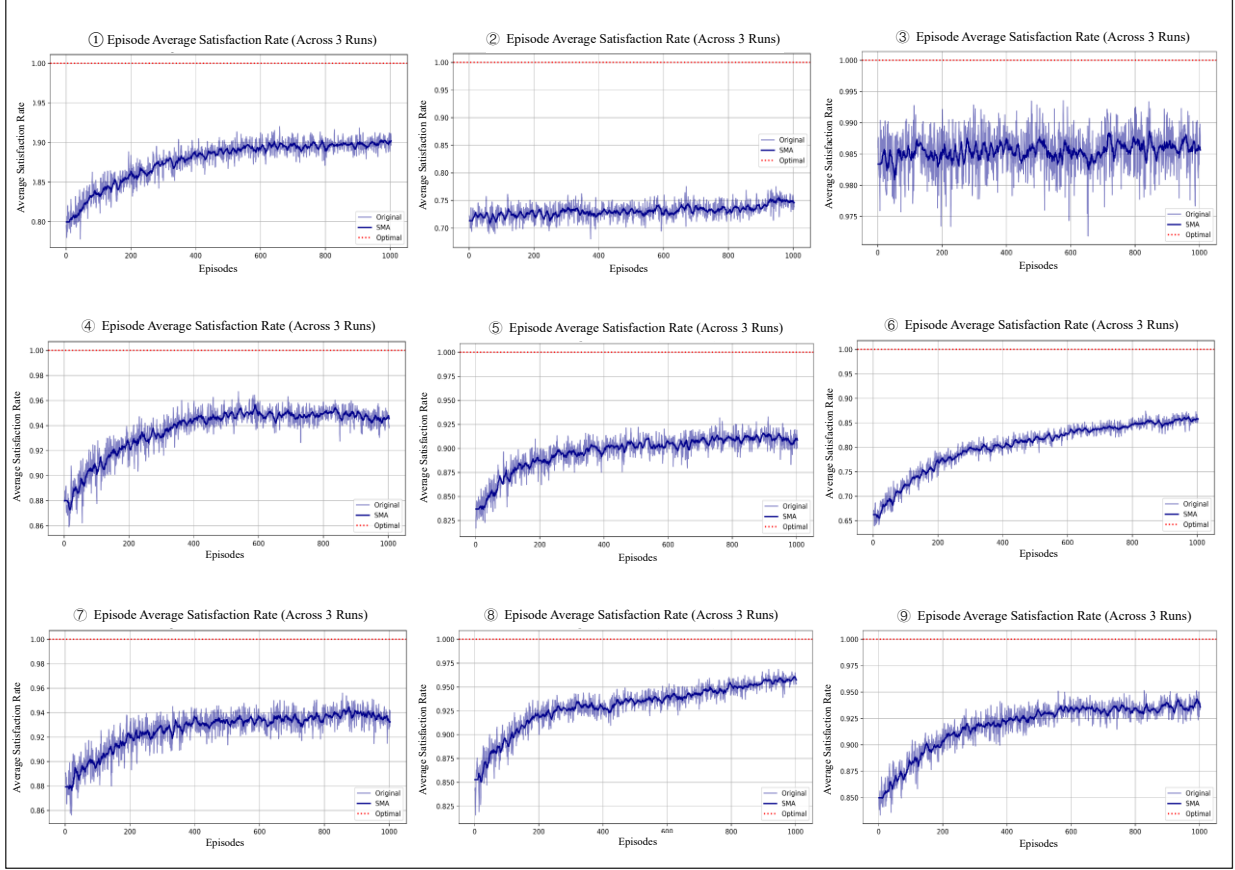 ① Episode Average Satisfaction Rate (Across 3 Runs)
Average Satisfaction Rate
1.00
0.95
0.90
0.85
0.80
Original
SMA
Optimal
0 200 400 600 800 1000
Episodes
② Episode Average Satisfaction Rate (Across 3 Runs)
Average Satisfaction Rate
1.00
0.95
0.90
0.85
0.80
0.75
0.70
Original
SMA
Optimal
0 200 400 600 800 1000
Episodes
③ Episode Average Satisfaction Rate (Across 3 Runs)
Average Satisfaction Rate
1.000
0.995
0.990
0.985
0.980
0.975
Original
SMA
Optimal
0 200 400 600 800 1000
Episodes
④ Episode Average Satisfaction Rate (Across 3 Runs)
Average Satisfaction Rate
1.00
0.98
0.96
0.94
0.92
0.90
0.88
0.86
Original
SMA
Optimal
0 200 400 600 800 1000
Episodes
⑤ Episode Average Satisfaction Rate (Across 3 Runs)
Average Satisfaction Rate
1.000
0.975
0.950
0.925
0.900
0.875
0.850
0.825
Original
SMA
Optimal
0 200 400 600 800 1000
Episodes
⑥ Episode Average Satisfaction Rate (Across 3 Runs)
Average Satisfaction Rate
1.00
0.95
0.90
0.85
0.80
0.75
0.70
0.65
Original
SMA
Optimal
0 200 400 600 800 1000
Episodes
⑦ Episode Average Satisfaction Rate (Across 3 Runs)
Average Satisfaction Rate
1.00
0.98
0.96
0.94
0.92
0.90
0.88
0.86
Original
SMA
Optimal
0 200 400 600 800 1000
Episodes
⑧ Episode Average Satisfaction Rate (Across 3 Runs)
Average Satisfaction Rate
1.000
0.975
0.950
0.925
0.900
0.875
0.850
0.825
Original
SMA
Optimal
0 200 400 600 800 1000
Episodes
⑨ Episode Average Satisfaction Rate (Across 3 Runs)
Average Satisfaction Rate
1.000
0.975
0.950
0.925
0.900
0.875
0.850
Original
SMA
Optimal
0 200 400 600 800 1000
Episodes